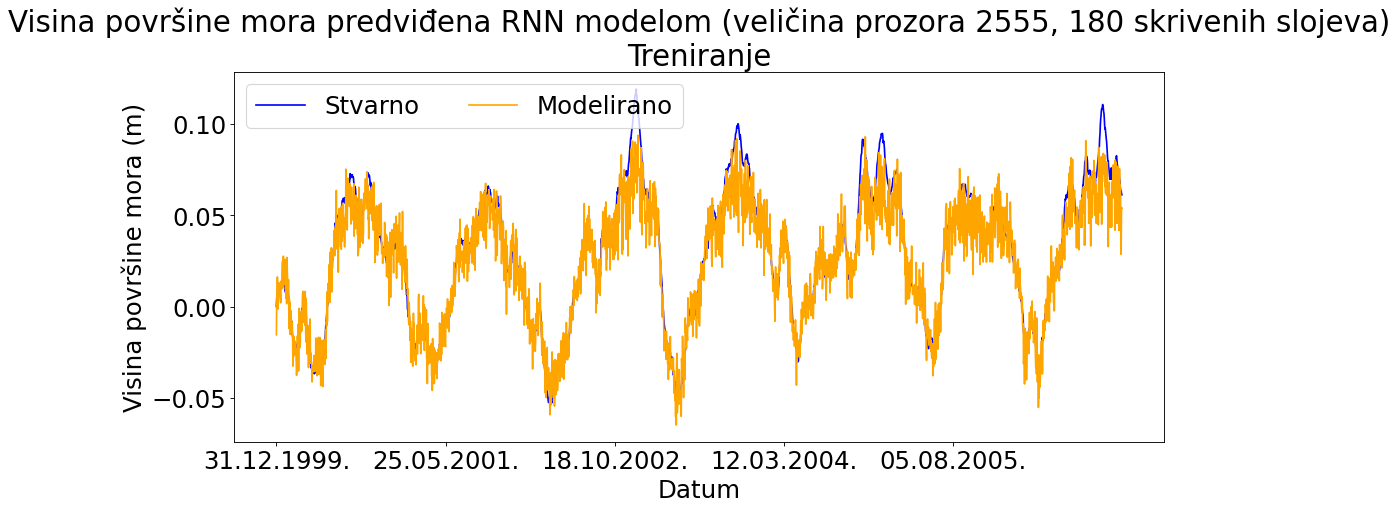 Visina površine mora predviđena RNN modelom (veličina prozora 2555, 180 skrivenih slojeva)
Treniranje
Stvarno Modelirano
Visina površine mora (m)
0.10
0.05
0.00
−0.05
31.12.1999. 25.05.2001. 18.10.2002. 12.03.2004. 05.08.2005.
Datum